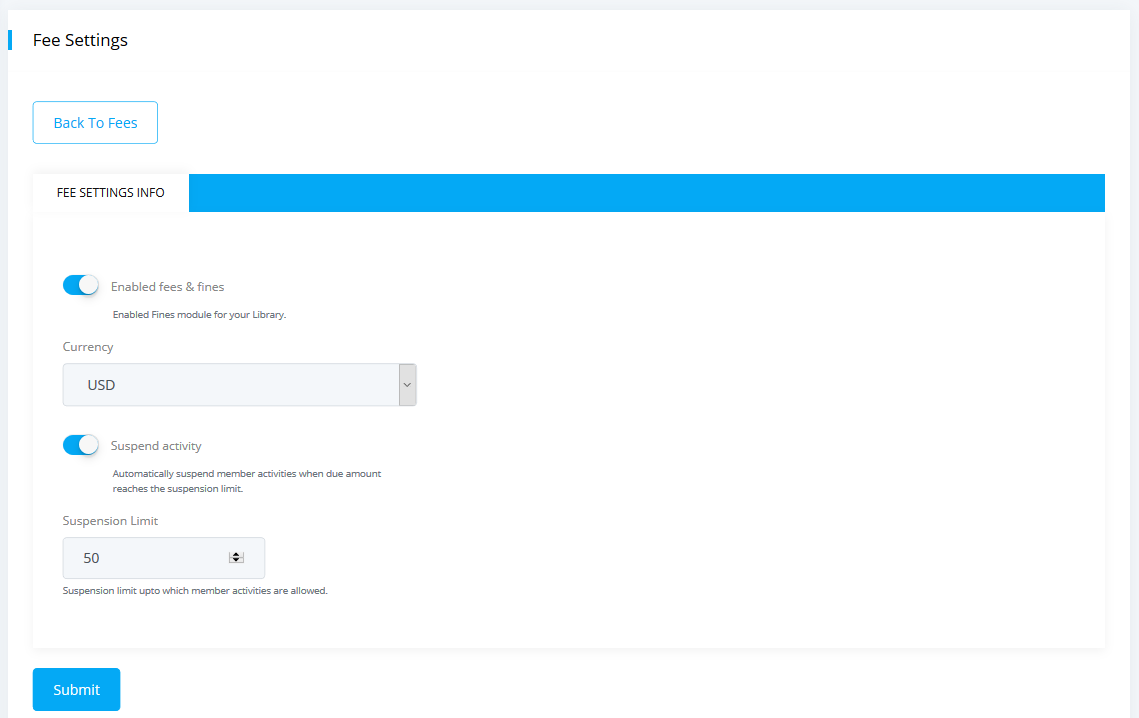 Fee Settings
Back To Fees
FEE SETTINGS INFO
Enabled fees & fines
Enabled Fines module for your Library.
Currency
USD
Suspend activity
Automatically suspend member activities when due amount
reaches the suspension limit.
Suspension Limit
50
Suspension limit upto which member activities are allowed.
Submit